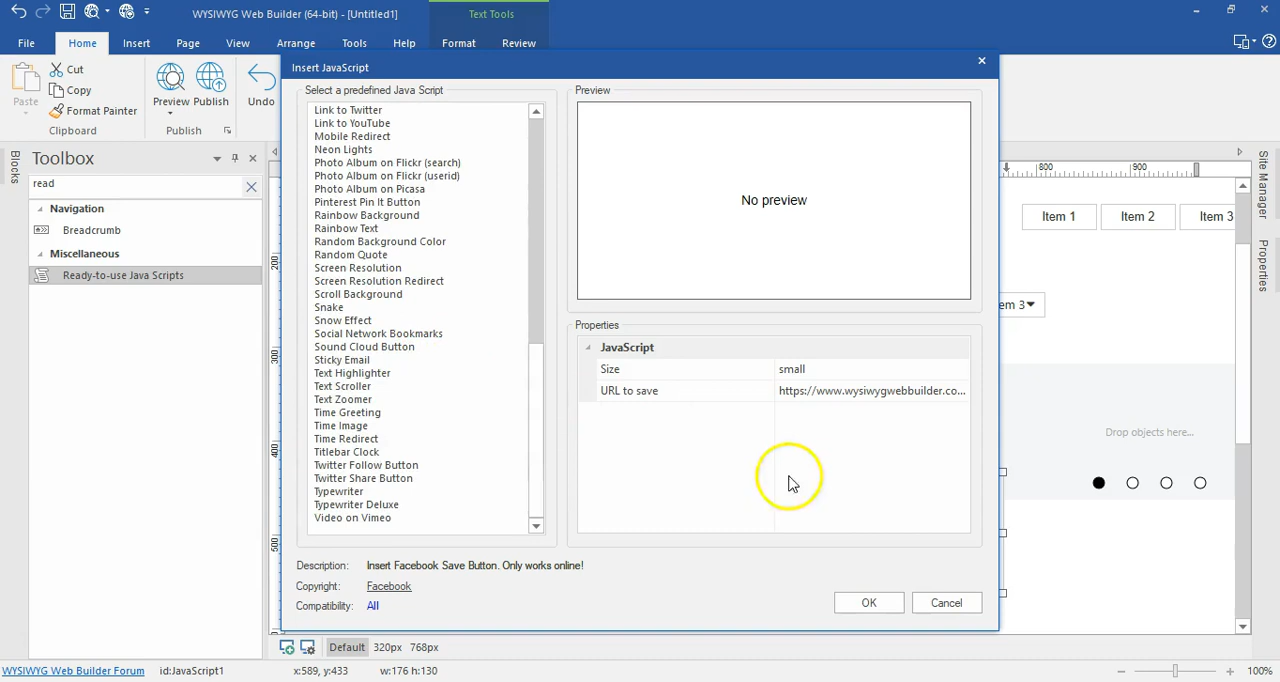 WYSIWYG Web Builder (64-bit) - [Untitled1]
Text Tools
File
Home
Insert
Page
View
Arrange
Tools
Help
Format
Review
Paste
Cut
Copy
Format Painter
Clipboard
Preview
Publish
Publish
Undo
Blocks
Toolbox
read
Navigation
Breadcrumb
Miscellaneous
Ready-to-use Java Scripts
200
300
400
500
Insert JavaScript
Select a predefined Java Script
Link to Twitter
Link to YouTube
Mobile Redirect
Neon Lights
Photo Album on Flickr (search)
Photo Album on Flickr (userid)
Photo Album on Picasa
Pinterest Pin It Button
Rainbow Background
Rainbow Text
Random Background Color
Random Quote
Screen Resolution
Screen Resolution Redirect
Scroll Background
Snake
Snow Effect
Social Network Bookmarks
Sound Cloud Button
Sticky Email
Text Highlighter
Text Scroller
Text Zoomer
Time Greeting
Time Image
Time Redirect
Titlebar Clock
Twitter Follow Button
Twitter Share Button
Typewriter
Typewriter Deluxe
Video on Vimeo
Preview
No preview
Properties
JavaScript
Size small
URL to save https://www.wysiwygwebbuilder.co...
Description: Insert Facebook Save Button. Only works online!
Copyright: Facebook
Compatibility: All
OK
Cancel
800
900
Item 1
Item 2
Item 3
em 3
Drop objects here...
Site Manager
Properties
Default
320px
768px
WYSIWYG Web Builder Forum
id:JavaScript1
x:589, y:433
w:176 h:130
100%